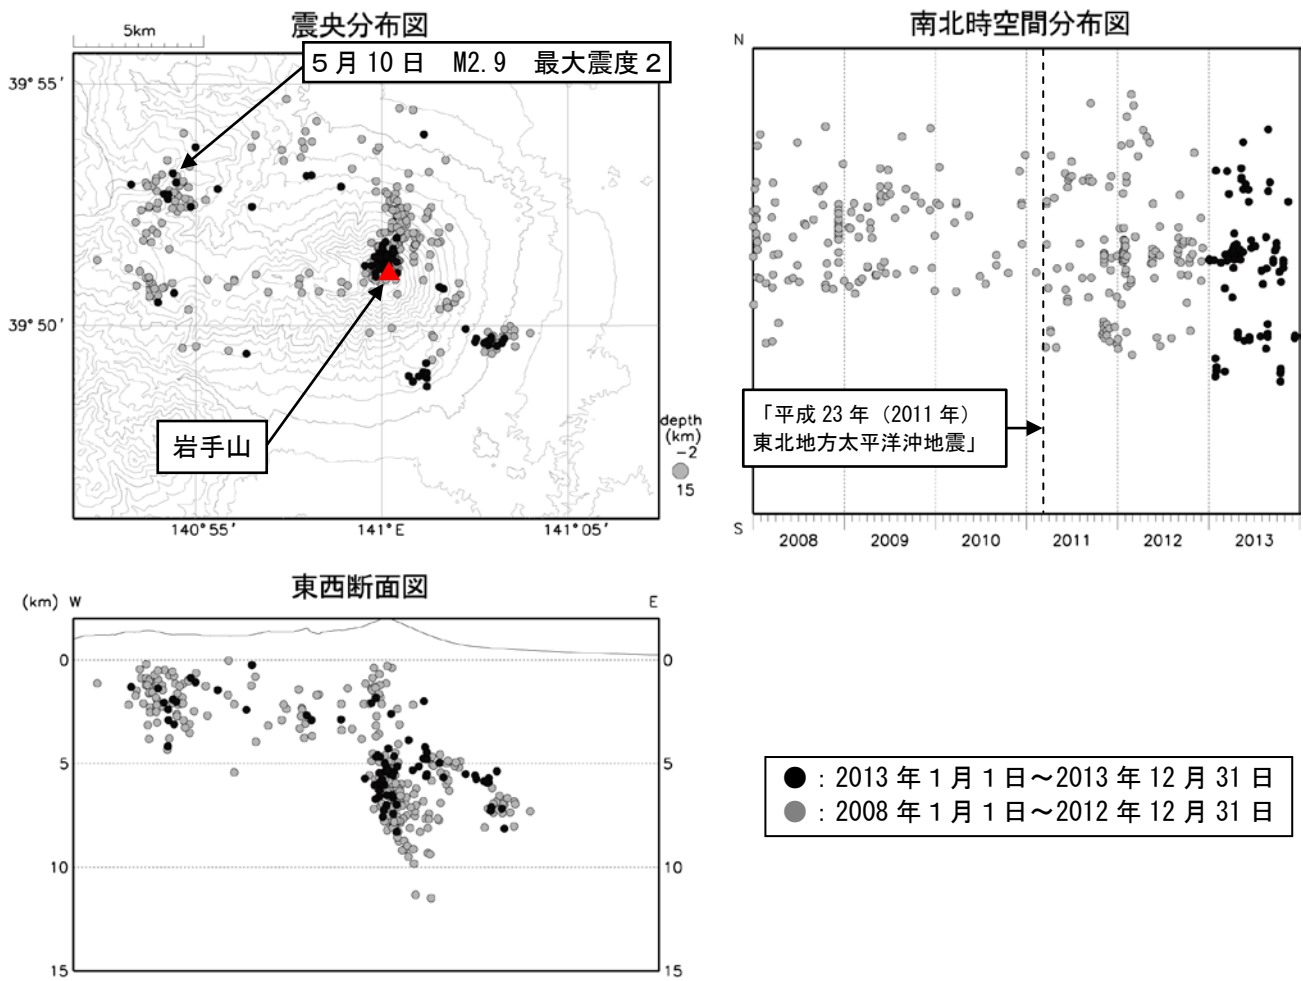 震央分布図
5km
5月10日 M2.9 最大震度2
39°55′
39°50′
岩手山
depth
(km)
-2
15
140°55′
141°E
141°05′
南北時空間分布図
N
「平成23年(2011年)
東北地方太平洋沖地震」
S
2008
2009
2010
2011
2012
2013
東西断面図
(km) W
E
0
0
5
5
10
10
15
15
●:2013年1月1日~2013年12月31日
●:2008年1月1日~2012年12月31日